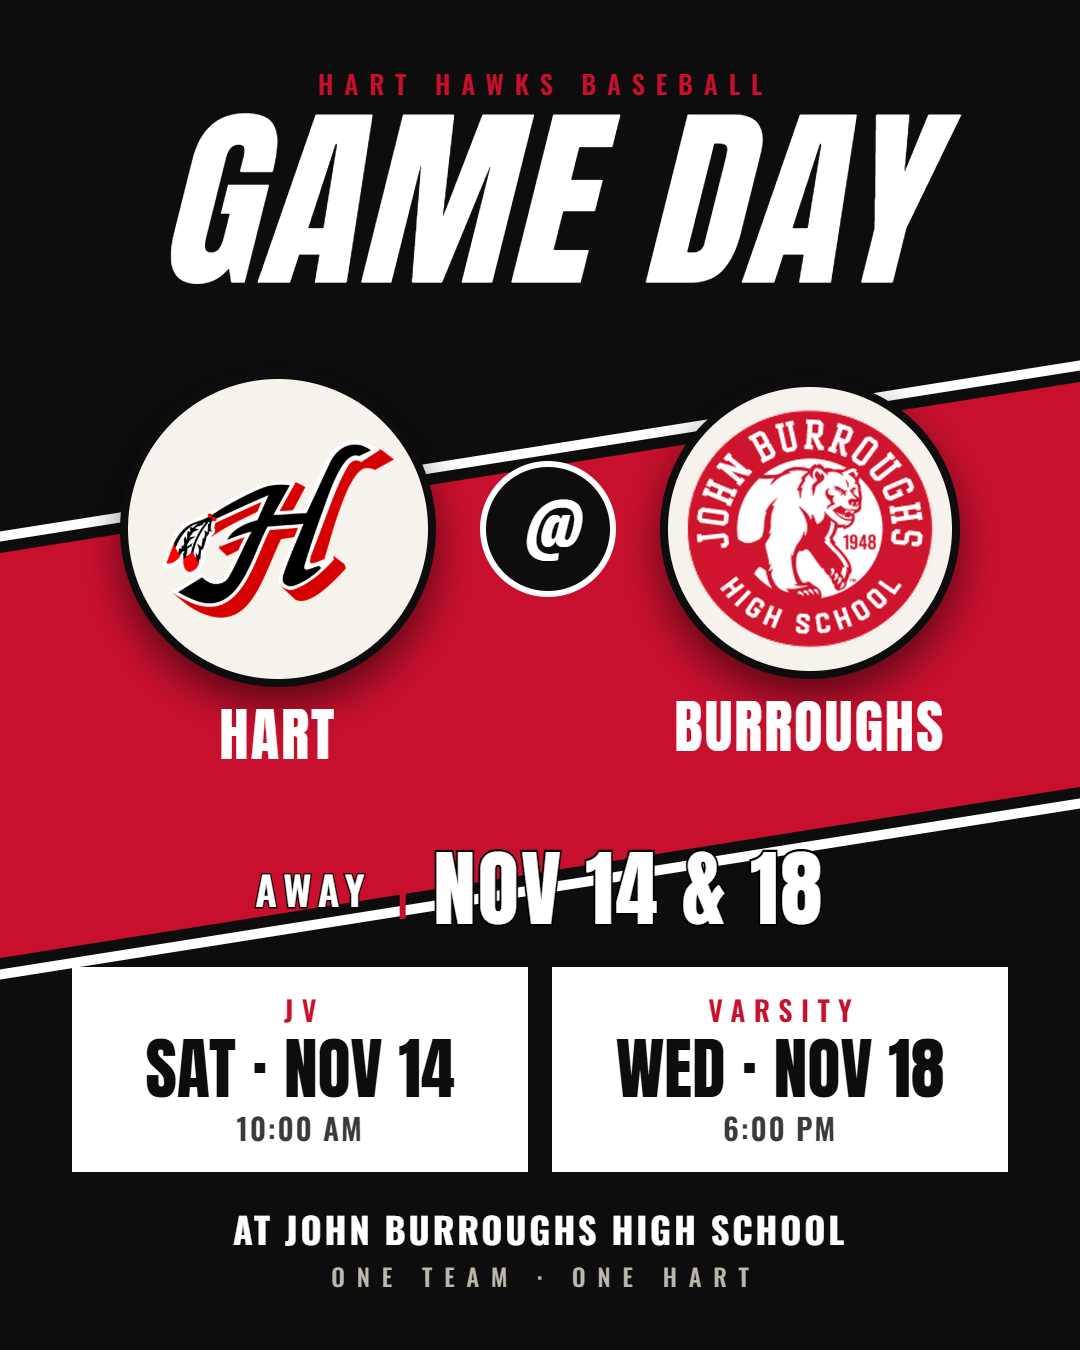 HART HAWKS BASEBALL
GAME DAY
H
@
JOHN BURROUGHS
1948
HIGH SCHOOL
HART
BURROUGHS
AWAY | NOV 14 & 18
JV
SAT · NOV 14
10:00 AM
VARSITY
WED · NOV 18
6:00 PM
AT JOHN BURROUGHS HIGH SCHOOL
ONE TEAM · ONE HART